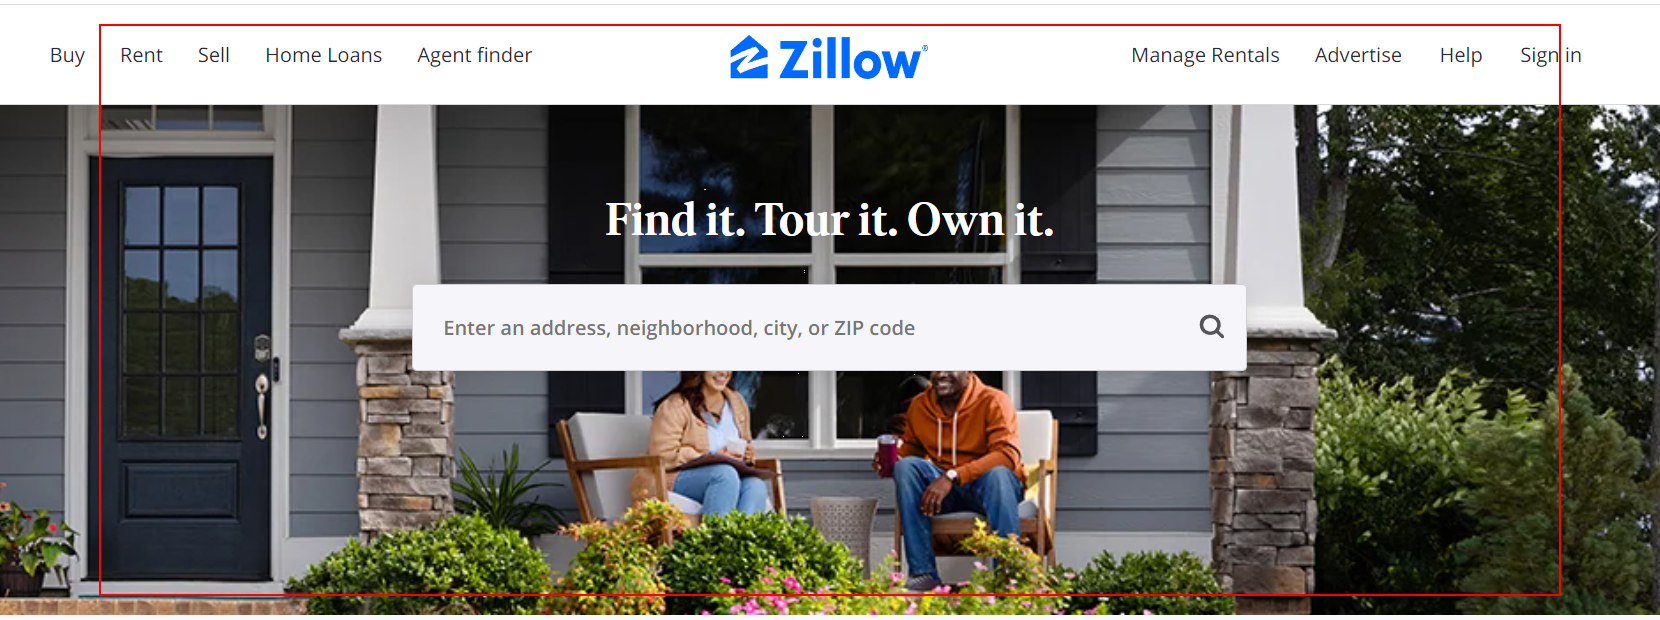 Buy Rent Sell Home Loans Agent finder Zillow® Manage Rentals Advertise Help Sign in
Find it. Tour it. Own it.
Enter an address, neighborhood, city, or ZIP code